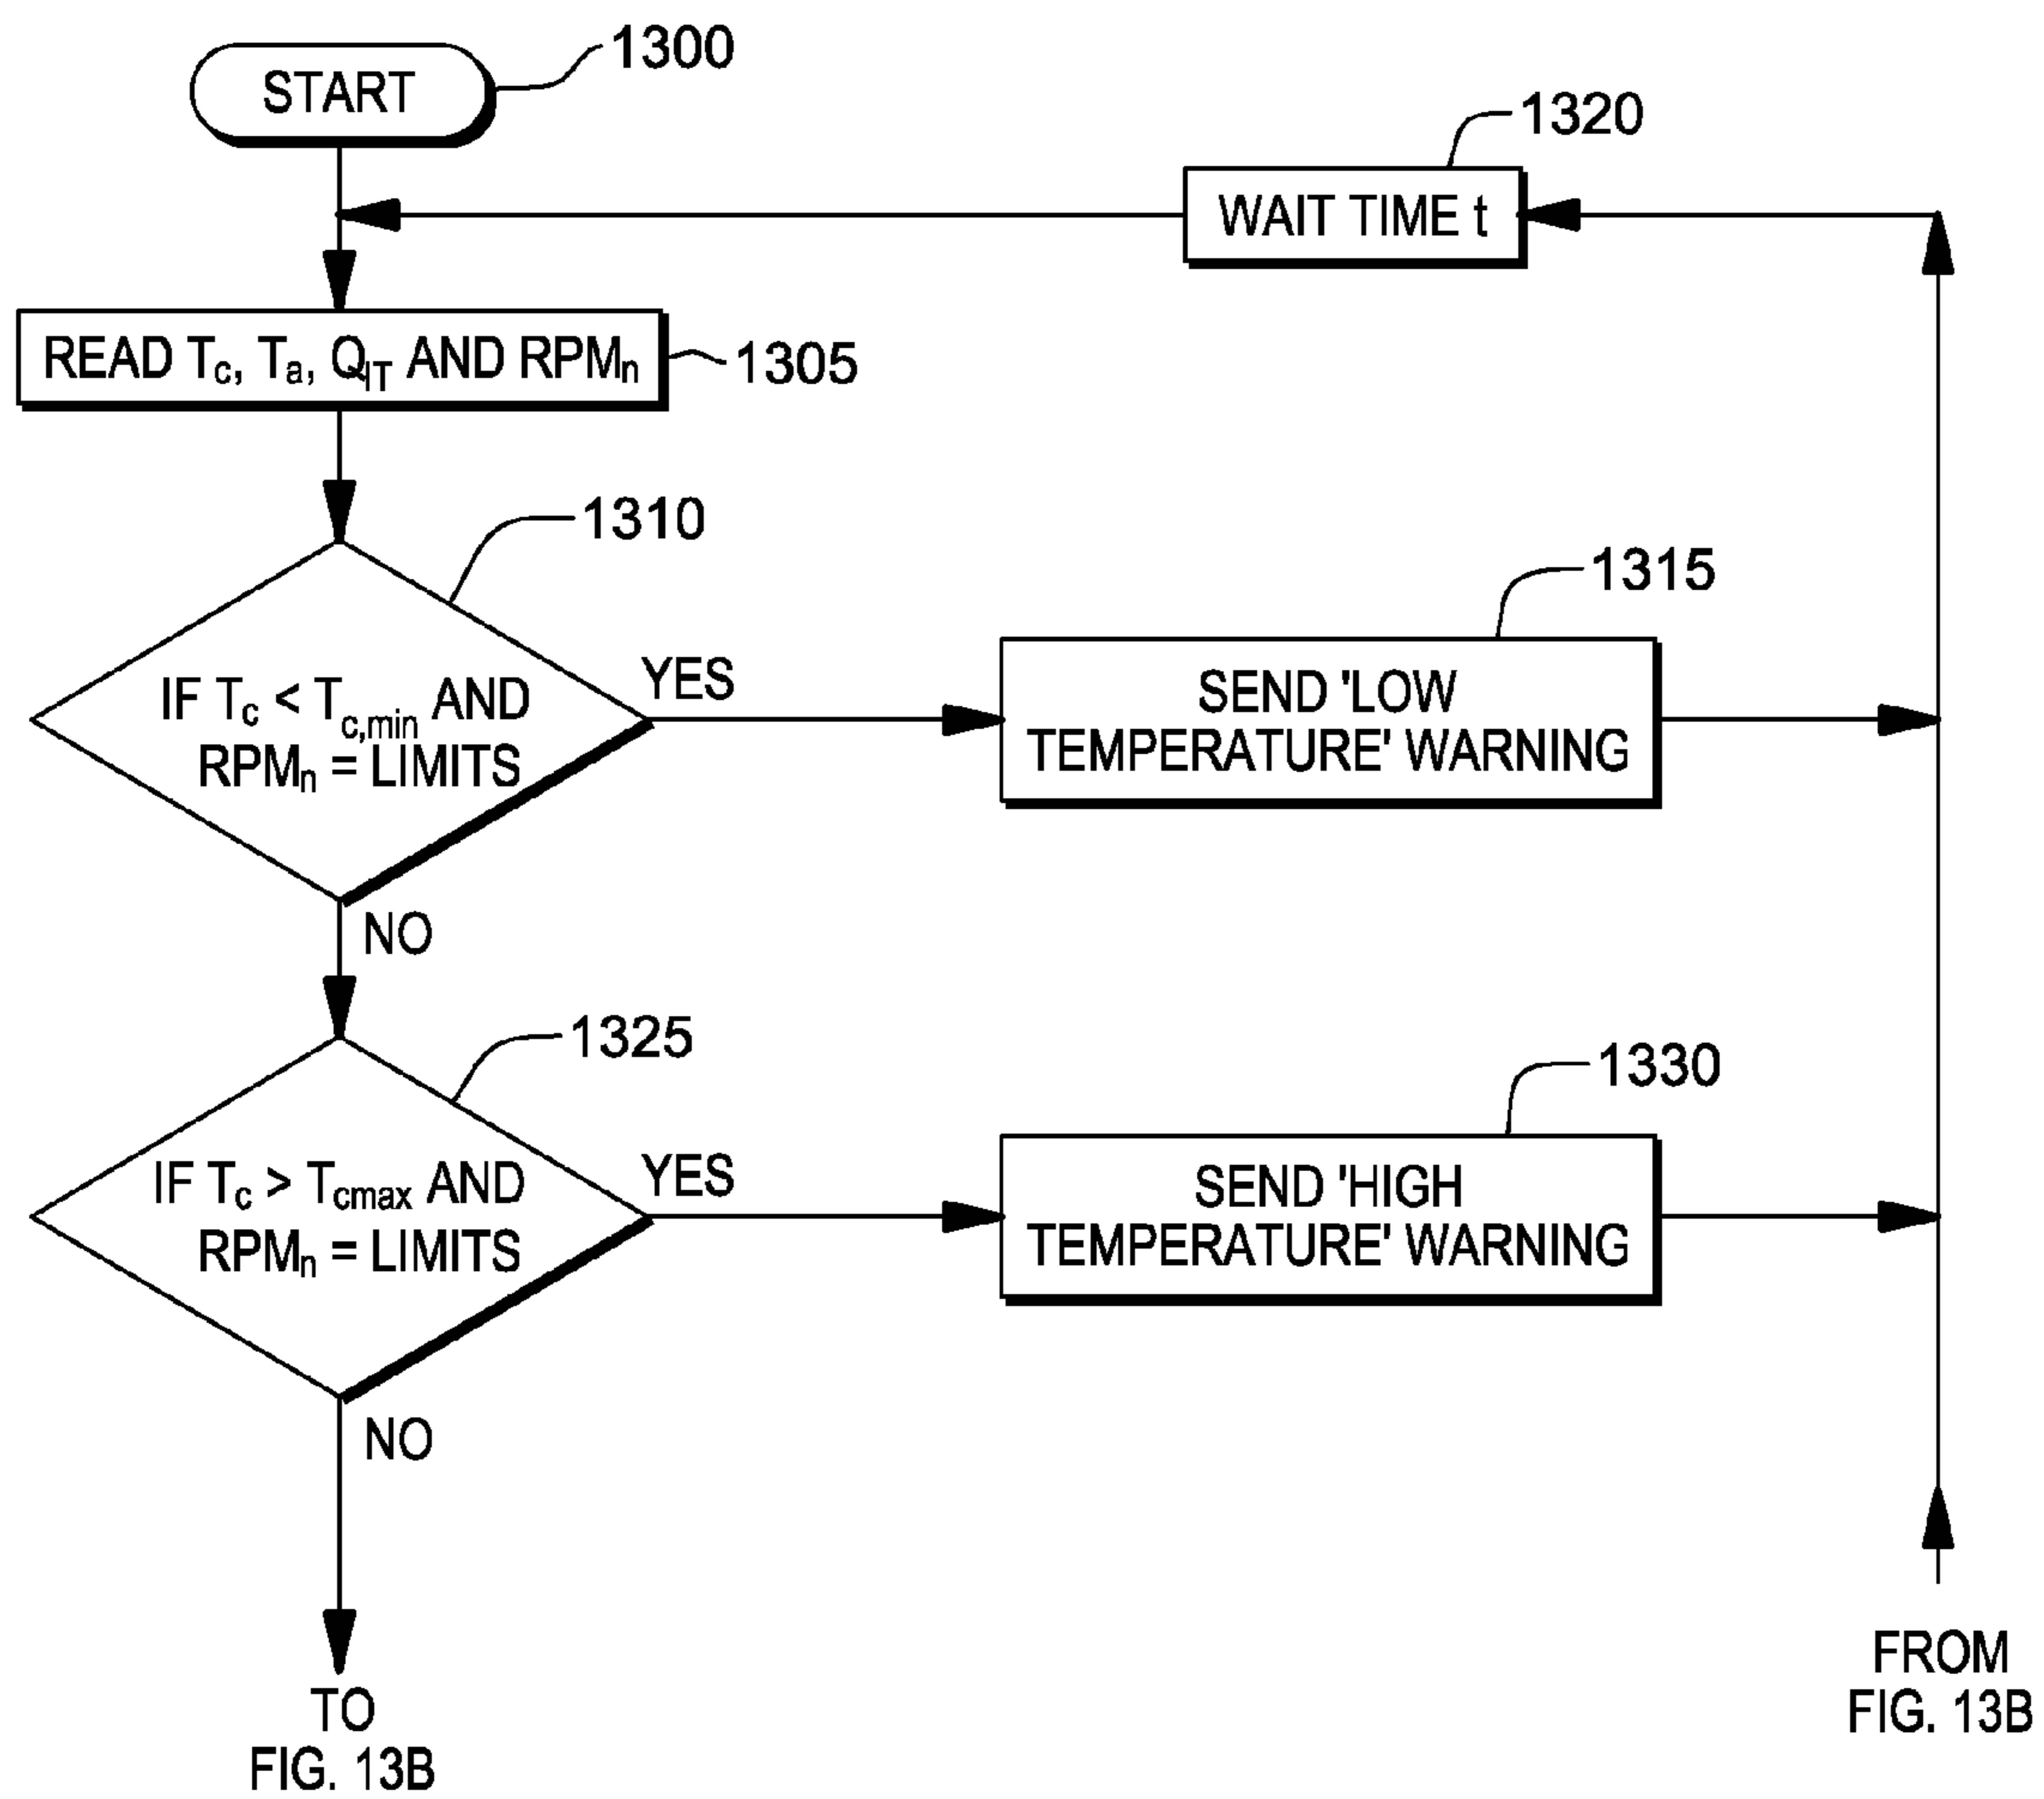 START
1300
1320
WAIT TIME t
READ Tc, Ta, QIT AND RPMn
1305
1310
1315
IF Tc < Tc,min AND
RPMn = LIMITS
YES
SEND 'LOW
TEMPERATURE' WARNING
NO
1325
1330
IF Tc > Tcmax AND
RPMn = LIMITS
YES
SEND 'HIGH
TEMPERATURE' WARNING
NO
TO
FIG. 13B
FROM
FIG. 13B